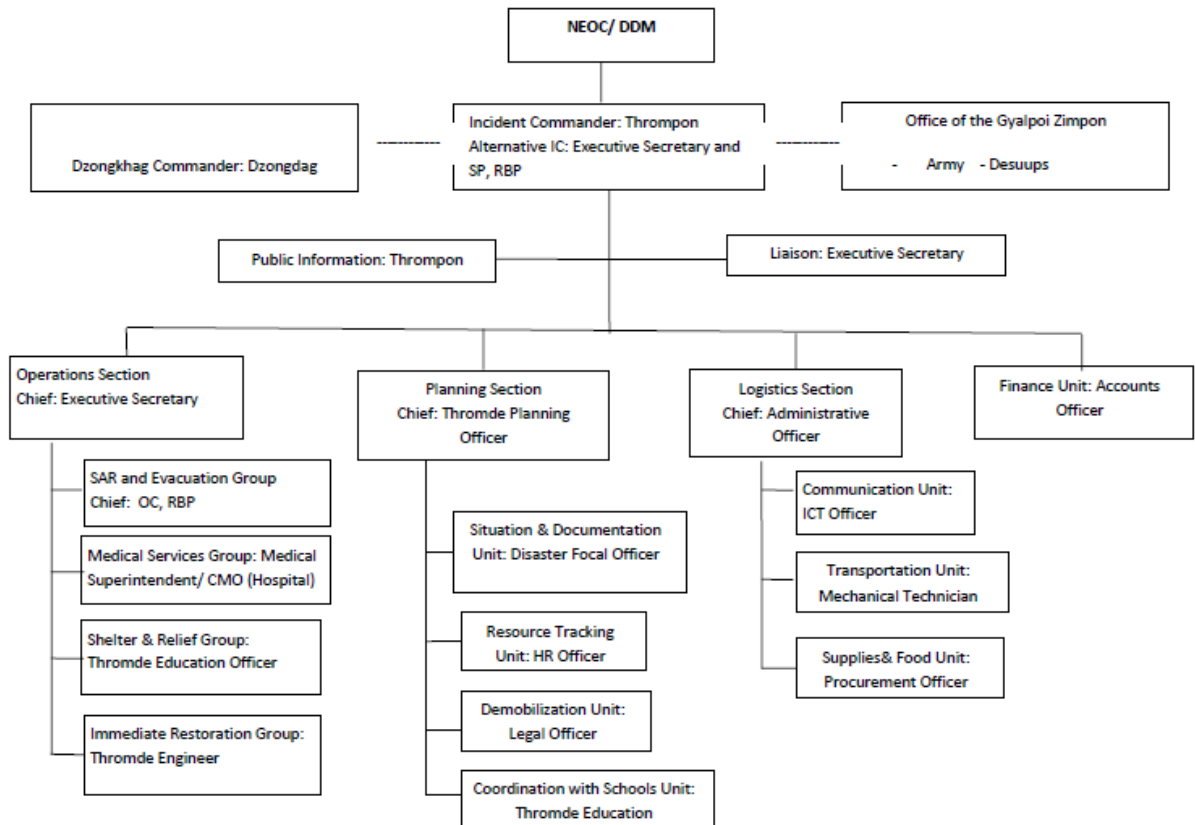 NEOC/ DDM
Dzongkhag Commander: Dzongdag
Incident Commander: Thrompon
Alternative IC: Executive Secretary and
SP, RBP
Office of the Gyalpoi Zimpon
- Army - Desuups
Public Information: Thrompon
Liaison: Executive Secretary
Operations Section
Chief: Executive Secretary
SAR and Evacuation Group
Chief: OC, RBP
Medical Services Group: Medical
Superintendent/ CMO (Hospital)
Shelter & Relief Group:
Thromde Education Officer
Immediate Restoration Group:
Thromde Engineer
Planning Section
Chief: Thromde Planning
Officer
Situation & Documentation
Unit: Disaster Focal Officer
Resource Tracking
Unit: HR Officer
Demobilization Unit:
Legal Officer
Coordination with Schools Unit:
Thromde Education
Logistics Section
Chief: Administrative
Officer
Communication Unit:
ICT Officer
Transportation Unit:
Mechanical Technician
Supplies& Food Unit:
Procurement Officer
Finance Unit: Accounts
Officer